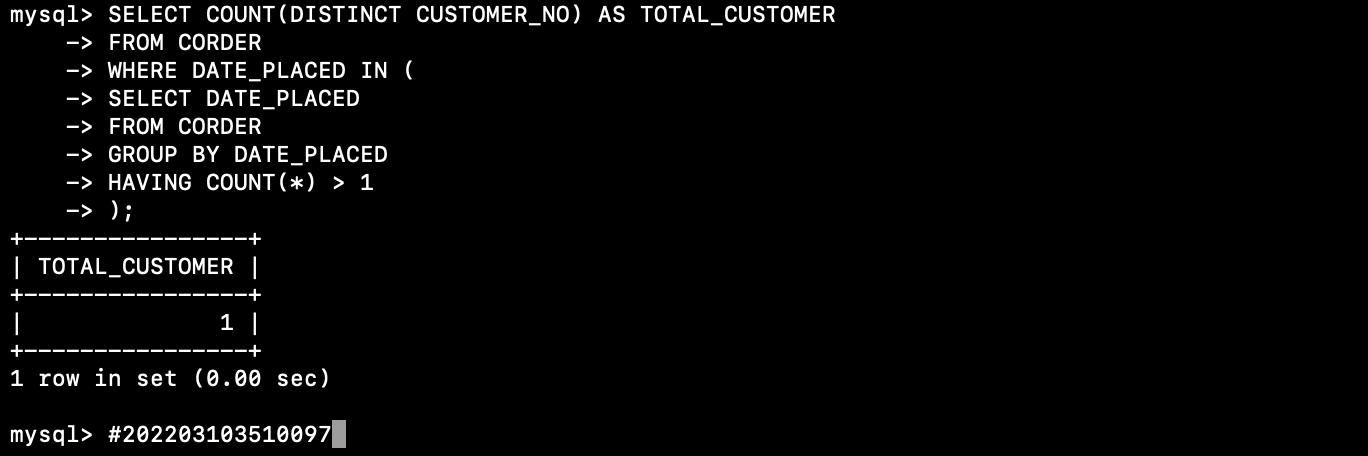 mysql> SELECT COUNT(DISTINCT CUSTOMER_NO) AS TOTAL_CUSTOMER
    -> FROM CORDER
    -> WHERE DATE_PLACED IN (
    -> SELECT DATE_PLACED
    -> FROM CORDER
    -> GROUP BY DATE_PLACED
    -> HAVING COUNT(*) > 1
    -> );
+----------------+
| TOTAL_CUSTOMER |
+----------------+
|              1 |
+----------------+
1 row in set (0.00 sec)
mysql> #202203103510097